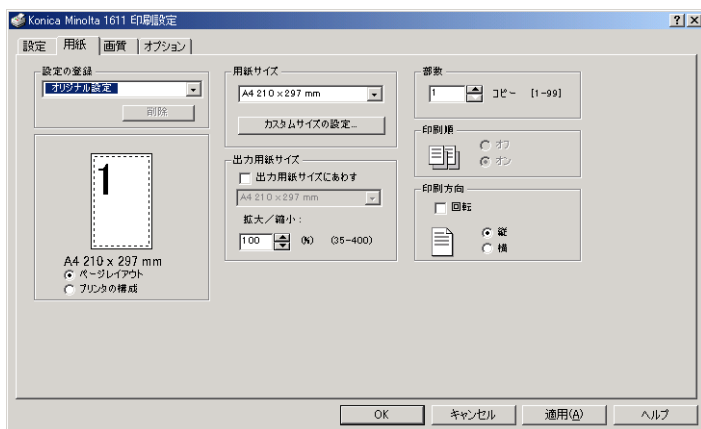 Konica Minolta 1611 印刷設定
設定 用紙 画質 オプション
設定の登録
オリジナル設定
削除
1
A4 210 x 297 mm
ページレイアウト
プリンタの構成
用紙サイズ
A4 210 x 297 mm
カスタムサイズの設定...
出力用紙サイズ
出力用紙サイズにあわす
A4 210 x 297 mm
拡大／縮小 :
100 (%) (35-400)
部数
1 コピー [1-99]
印刷順
オフ
オン
印刷方向
回転
縦
横
OK キャンセル 適用(A) ヘルプ